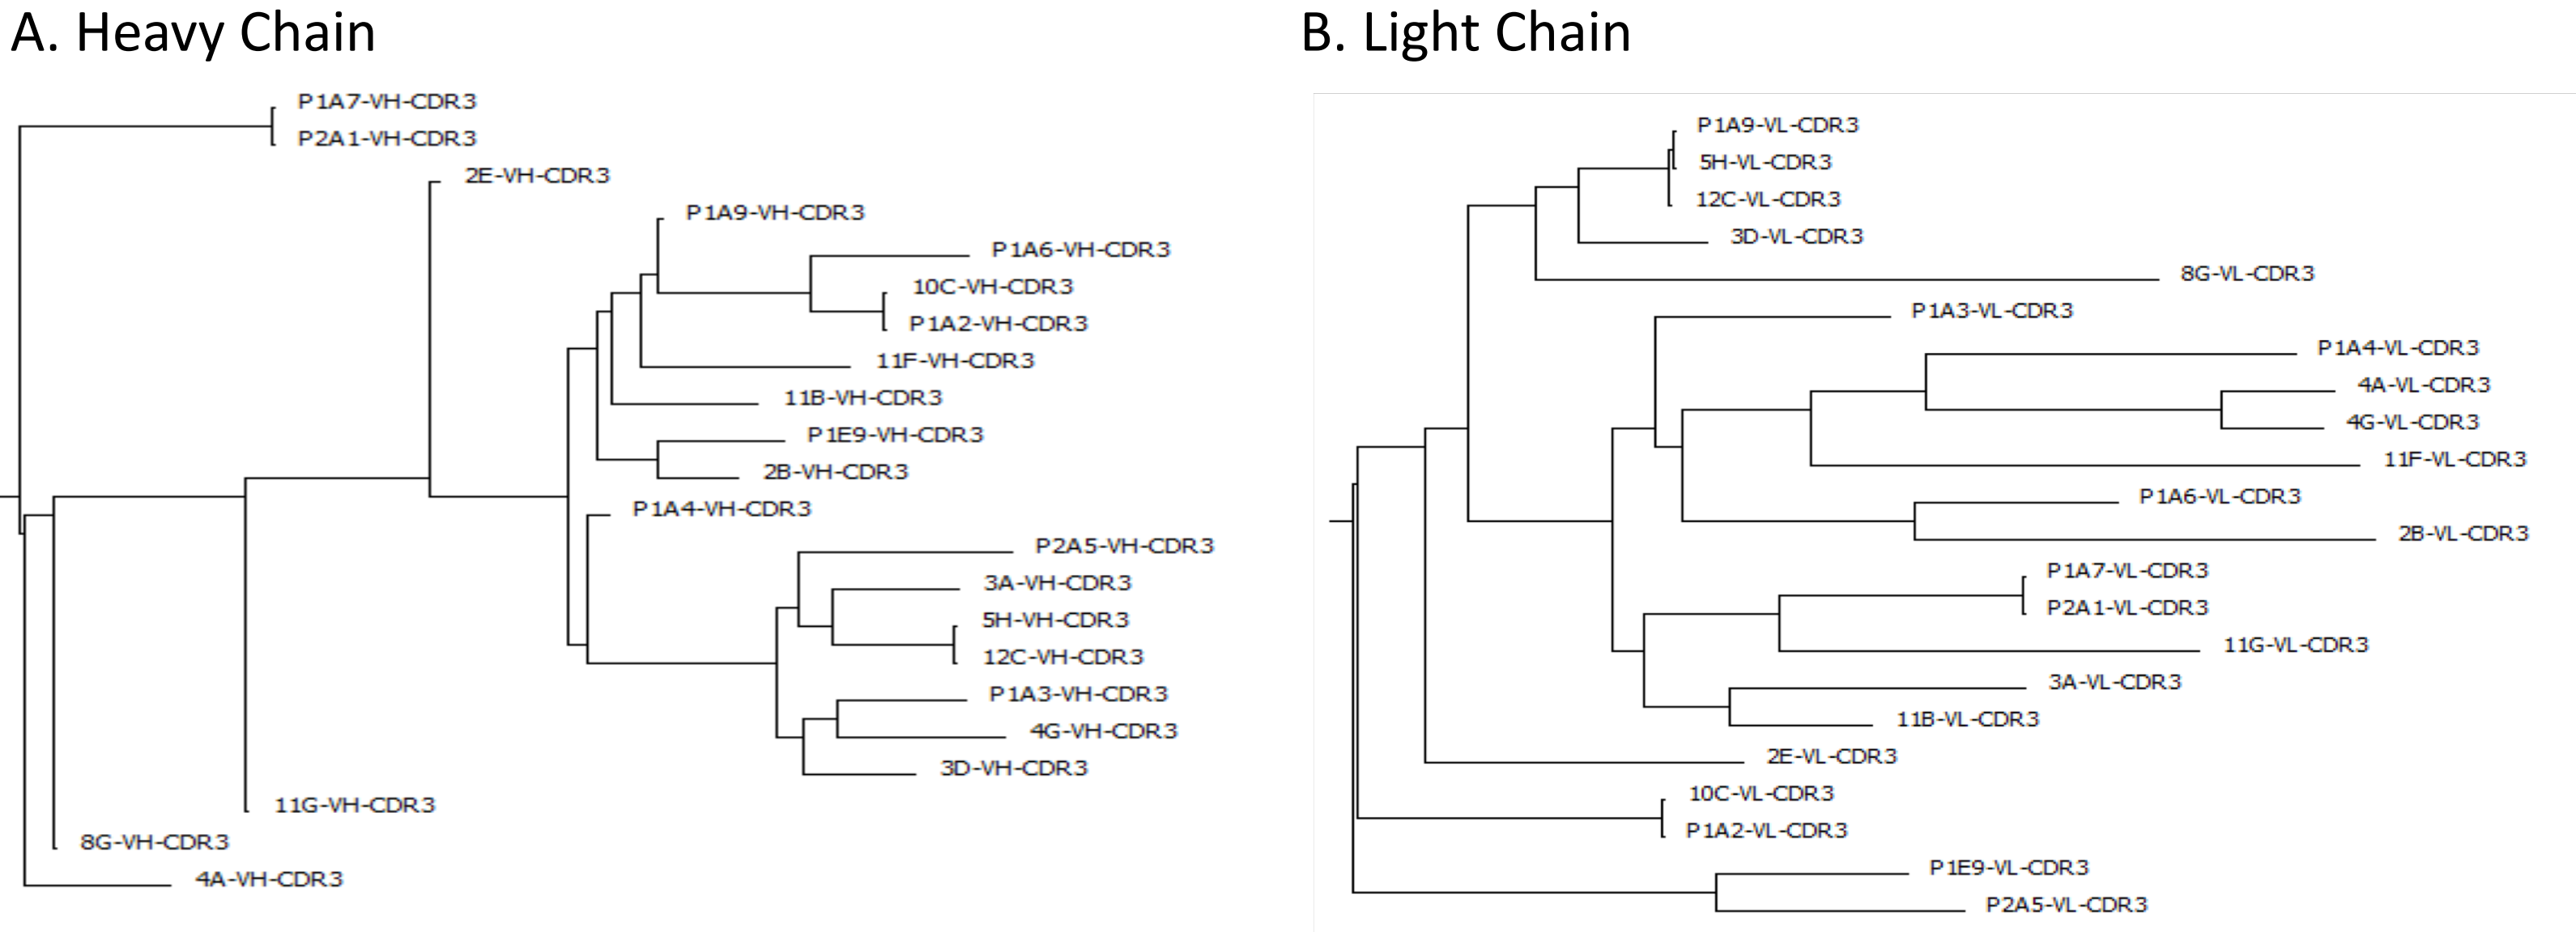 A. Heavy Chain
P1A7-VH-CDR3
P2A1-VH-CDR3
2E-VH-CDR3
P1A9-VH-CDR3
P1A6-VH-CDR3
10C-VH-CDR3
P1A2-VH-CDR3
11F-VH-CDR3
11B-VH-CDR3
P1E9-VH-CDR3
2B-VH-CDR3
P1A4-VH-CDR3
P2A5-VH-CDR3
3A-VH-CDR3
5H-VH-CDR3
12C-VH-CDR3
P1A3-VH-CDR3
4G-VH-CDR3
3D-VH-CDR3
11G-VH-CDR3
8G-VH-CDR3
4A-VH-CDR3
B. Light Chain
P1A9-VL-CDR3
5H-VL-CDR3
12C-VL-CDR3
3D-VL-CDR3
8G-VL-CDR3
P1A3-VL-CDR3
P1A4-VL-CDR3
4A-VL-CDR3
4G-VL-CDR3
11F-VL-CDR3
P1A6-VL-CDR3
2B-VL-CDR3
P1A7-VL-CDR3
P2A1-VL-CDR3
11G-VL-CDR3
3A-VL-CDR3
11B-VL-CDR3
2E-VL-CDR3
10C-VL-CDR3
P1A2-VL-CDR3
P1E9-VL-CDR3
P2A5-VL-CDR3